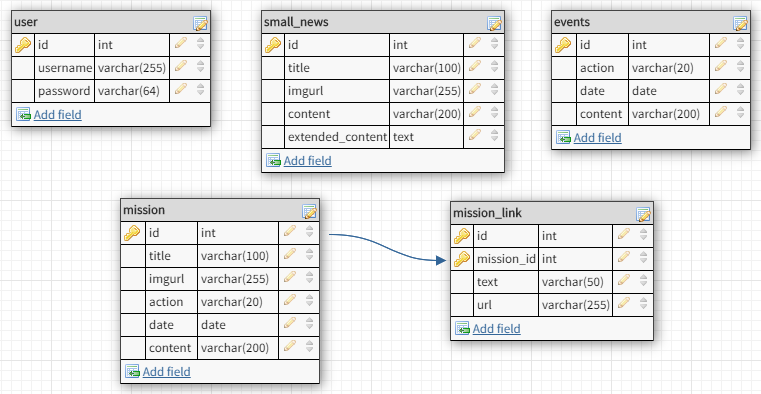 user
id int
username varchar(255)
password varchar(64)
Add field
small_news
id int
title varchar(100)
imgurl varchar(255)
content varchar(200)
extended_content text
Add field
events
id int
action varchar(20)
date date
content varchar(200)
Add field
mission
id int
title varchar(100)
imgurl varchar(255)
action varchar(20)
date date
content varchar(200)
Add field
mission_link
id int
mission_id int
text varchar(50)
url varchar(255)
Add field